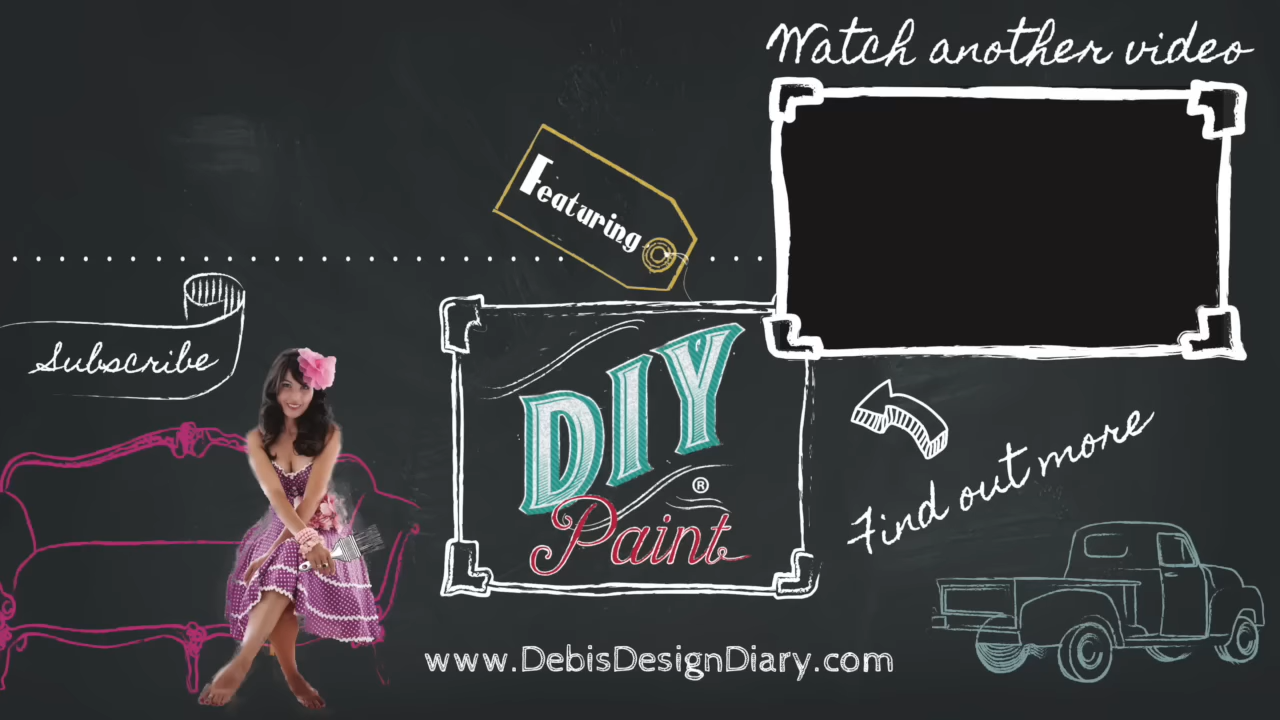 Watch another video
Featuring
Subscribe
DIY
®
Paint
Find out more
www.DebisDesignDiary.com